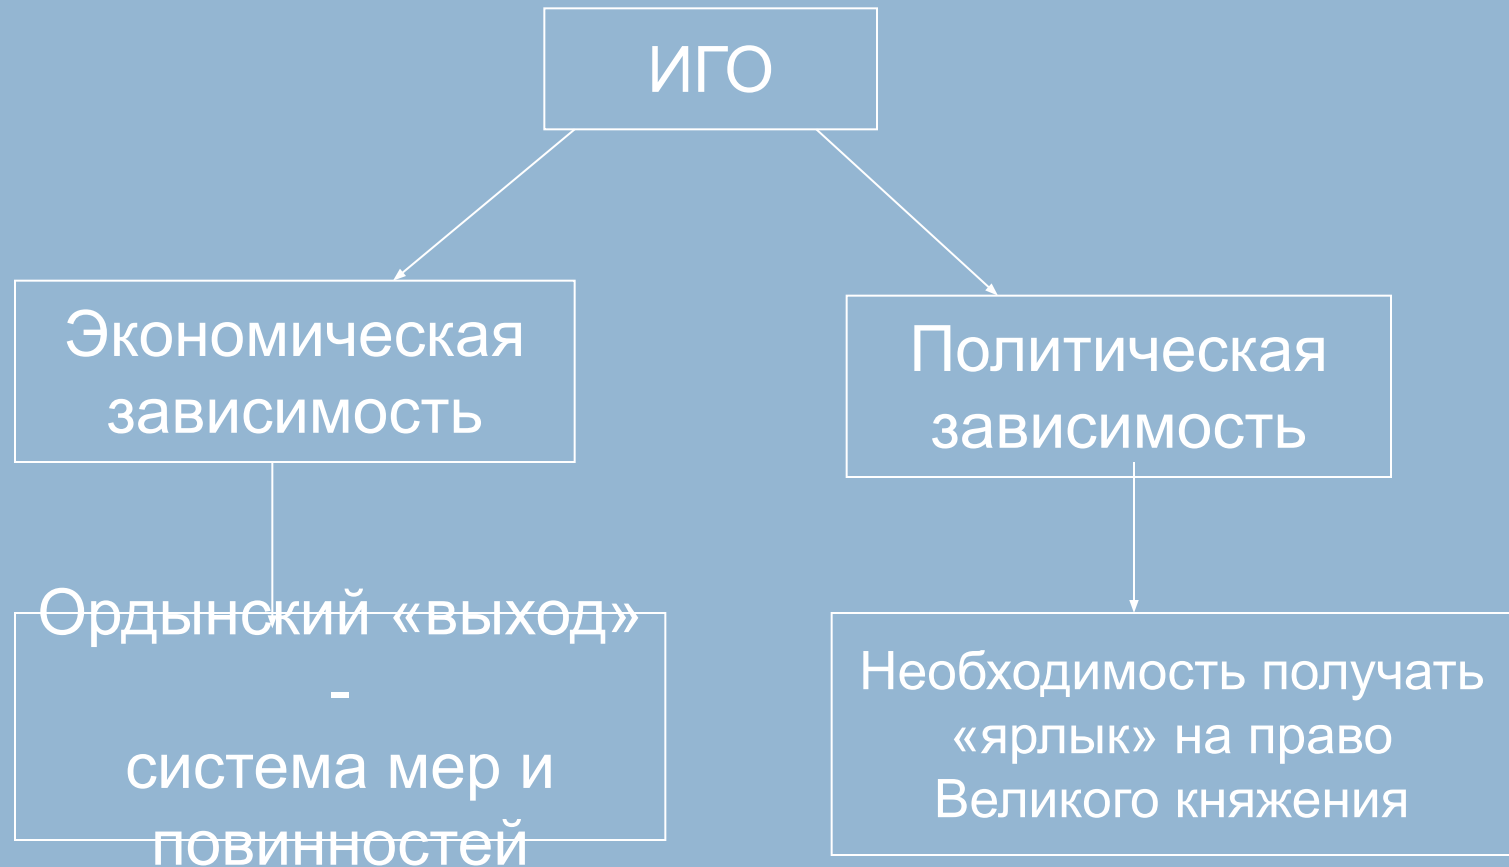 ИГО
Экономическая
зависимость
Политическая
зависимость
Ордынский «выход»
-
система мер и
повинностей
Необходимость получать
«ярлык» на право
Великого княжения